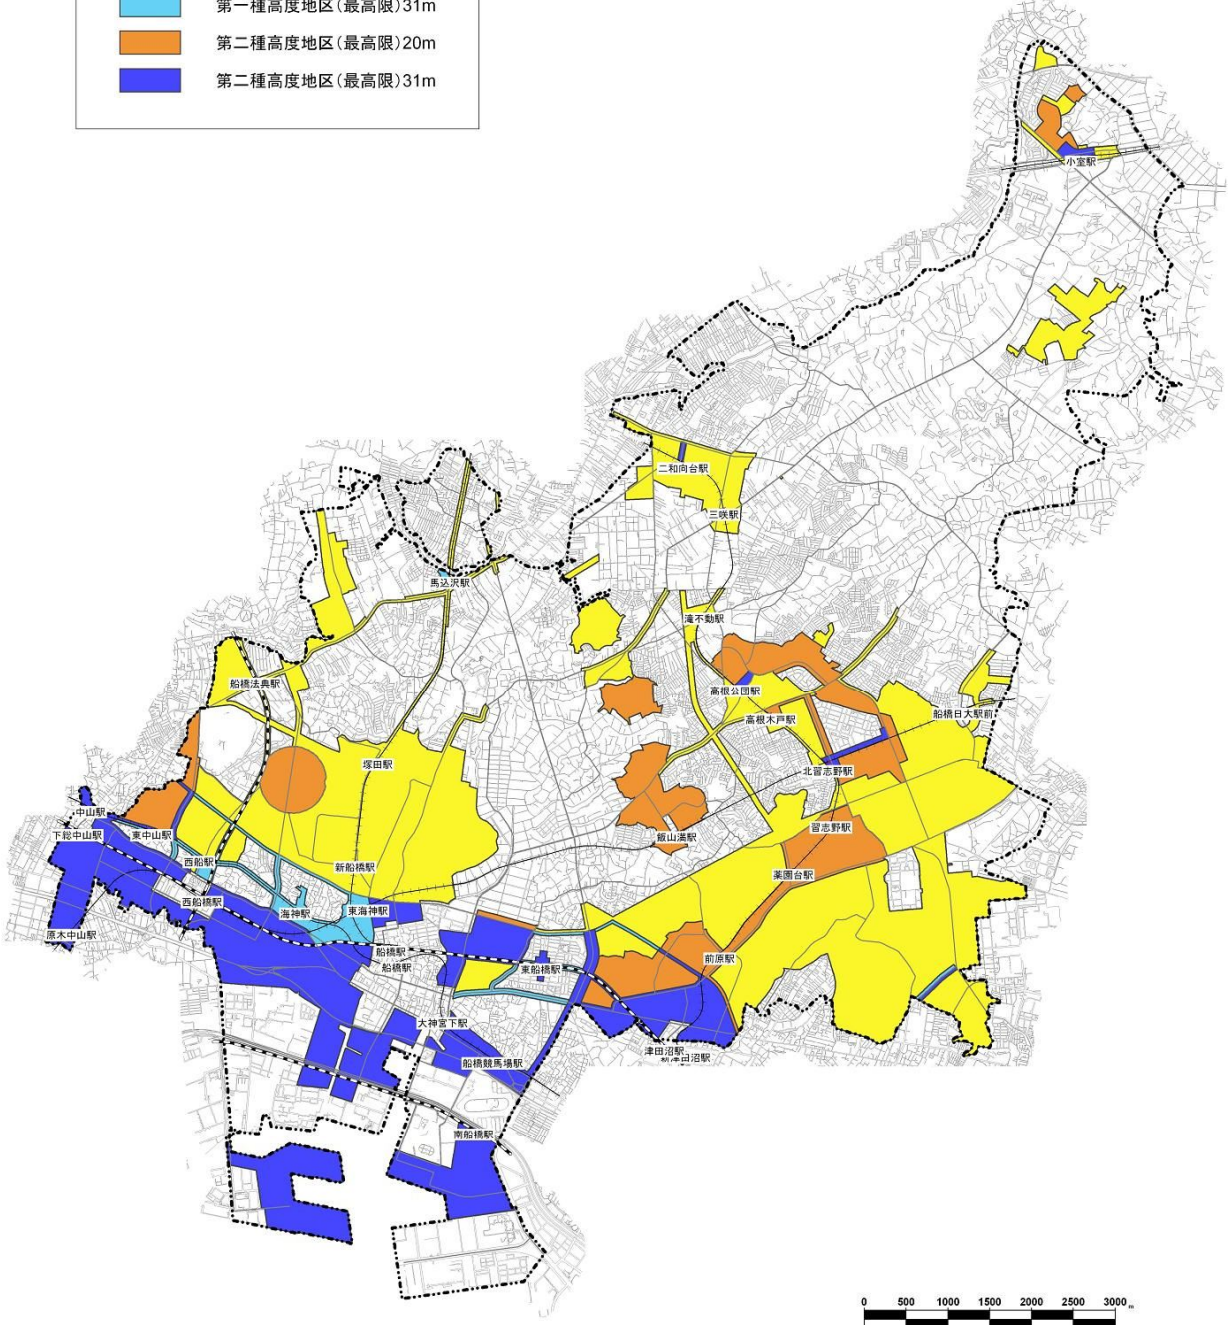 第一種高度地区(最高限)31m
第二種高度地区(最高限)20m
第二種高度地区(最高限)31m
小室駅
二和向台駅
三咲駅
馬込沢駅
滝不動駅
船橋法典駅
高根公団駅
高根木戸駅
船橋日大駅前
塚田駅
北習志野駅
中山駅
下総中山駅
東中山駅
習志野駅
飯山満駅
西船駅
新船橋駅
薬園台駅
西船橋駅
海神駅
東海神駅
原木中山駅
船橋駅
船橋駅
東船橋駅
前原駅
大神宮下駅
津田沼駅
新津田沼駅
船橋競馬場駅
南船橋駅
0 500 1000 1500 2000 2500 3000 m